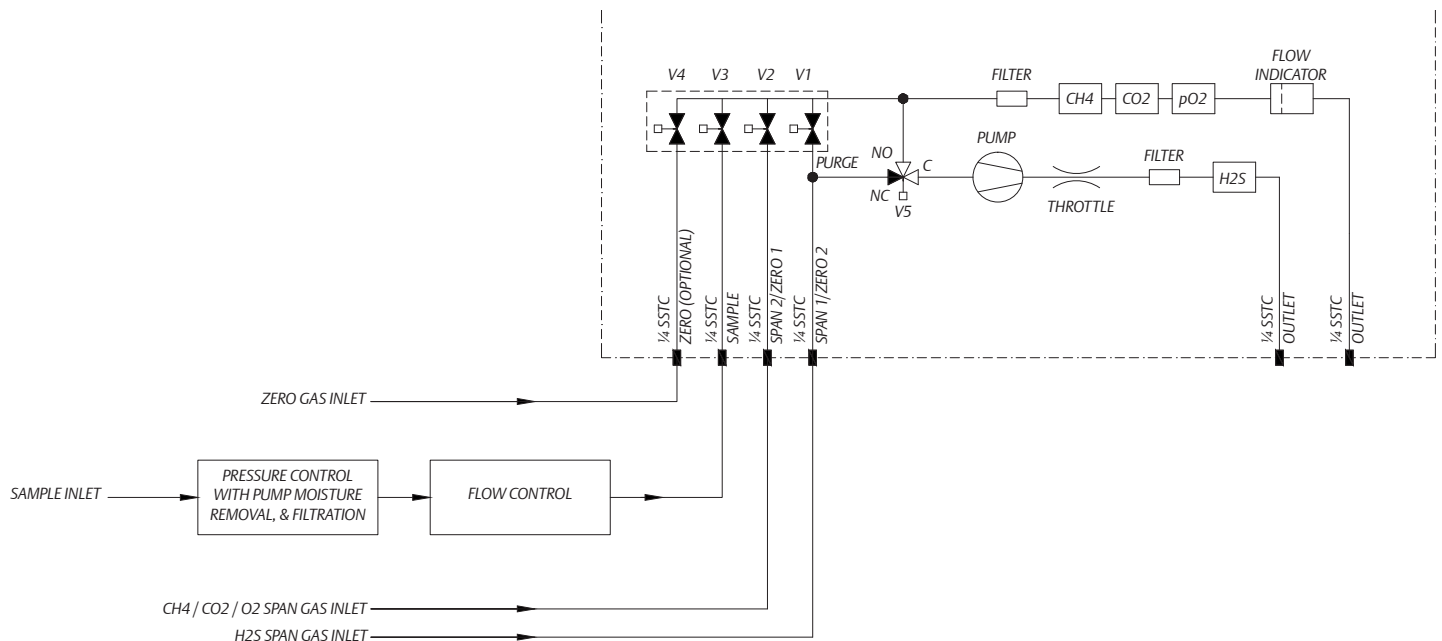 V4
V3
V2
V1
FILTER
CH4
CO2
pO2
FLOW
INDICATOR
PURGE
NO
C
NC
V5
PUMP
THROTTLE
FILTER
H2S
¼ SSTC
ZERO (OPTIONAL)
¼ SSTC
SAMPLE
¼ SSTC
SPAN 2/ZERO 1
¼ SSTC
SPAN 1/ZERO 2
¼ SSTC
OUTLET
¼ SSTC
OUTLET
ZERO GAS INLET
SAMPLE INLET
PRESSURE CONTROL
WITH PUMP MOISTURE
REMOVAL, & FILTRATION
FLOW CONTROL
CH4 / CO2 / O2 SPAN GAS INLET
H2S SPAN GAS INLET